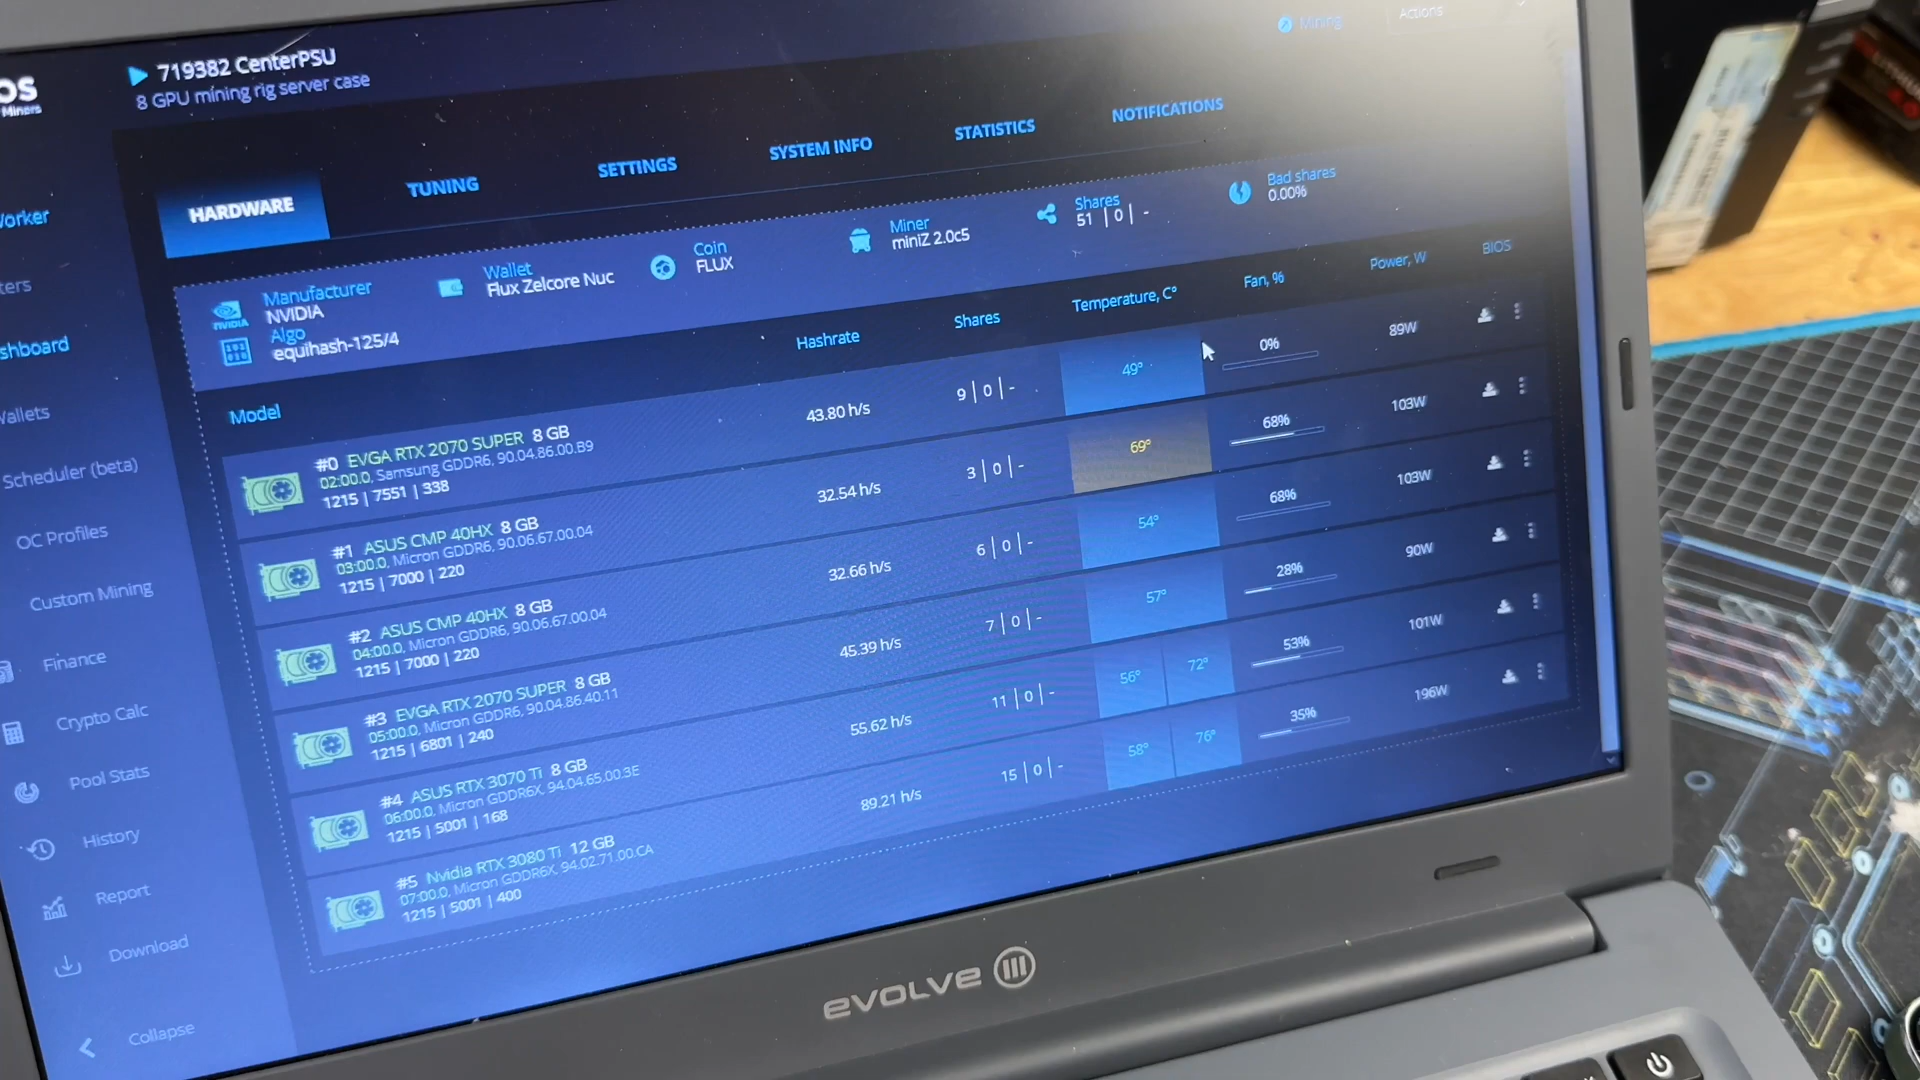 OS
Miners
719382 CenterPSU
8 GPU mining rig server case
Mining
Actions
HARDWARE
TUNING
SETTINGS
SYSTEM INFO
STATISTICS
NOTIFICATIONS
Manufacturer
NVIDIA
Algo
equihash-125/4
Wallet
Flux Zelcore Nuc
Coin
FLUX
Miner
miniZ 2.0c5
Shares
51 | 0 | -
Bad shares
0.00%
Model
Hashrate
Shares
Temperature, C°
Fan, %
Power, W
BIOS
#0 EVGA RTX 2070 SUPER 8 GB
02:00.0, Samsung GDDR6, 90.04.86.00.B9
1215 | 7551 | 338
43.80 h/s
9 | 0 | -
49°
0%
89W
#1 ASUS CMP 40HX 8 GB
03:00.0, Micron GDDR6, 90.06.67.00.04
1215 | 7000 | 220
32.54 h/s
3 | 0 | -
69°
68%
103W
#2 ASUS CMP 40HX 8 GB
04:00.0, Micron GDDR6, 90.06.67.00.04
1215 | 7000 | 220
32.66 h/s
6 | 0 | -
54°
68%
103W
#3 EVGA RTX 2070 SUPER 8 GB
05:00.0, Micron GDDR6, 90.04.86.40.11
1215 | 6801 | 240
45.39 h/s
7 | 0 | -
57°
28%
90W
#4 ASUS RTX 3070 Ti 8 GB
06:00.0, Micron GDDR6X, 94.04.65.00.3E
1215 | 5001 | 168
55.62 h/s
11 | 0 | -
56°
72°
53%
101W
#5 Nvidia RTX 3080 Ti 12 GB
07:00.0, Micron GDDR6X, 94.02.71.00.CA
1215 | 5001 | 400
89.21 h/s
15 | 0 | -
58°
76°
35%
196W
Worker
ters
shboard
Wallets
Scheduler (beta)
OC Profiles
Custom Mining
Finance
Crypto Calc
Pool Stats
History
Report
Download
Collapse
EVOLVE III